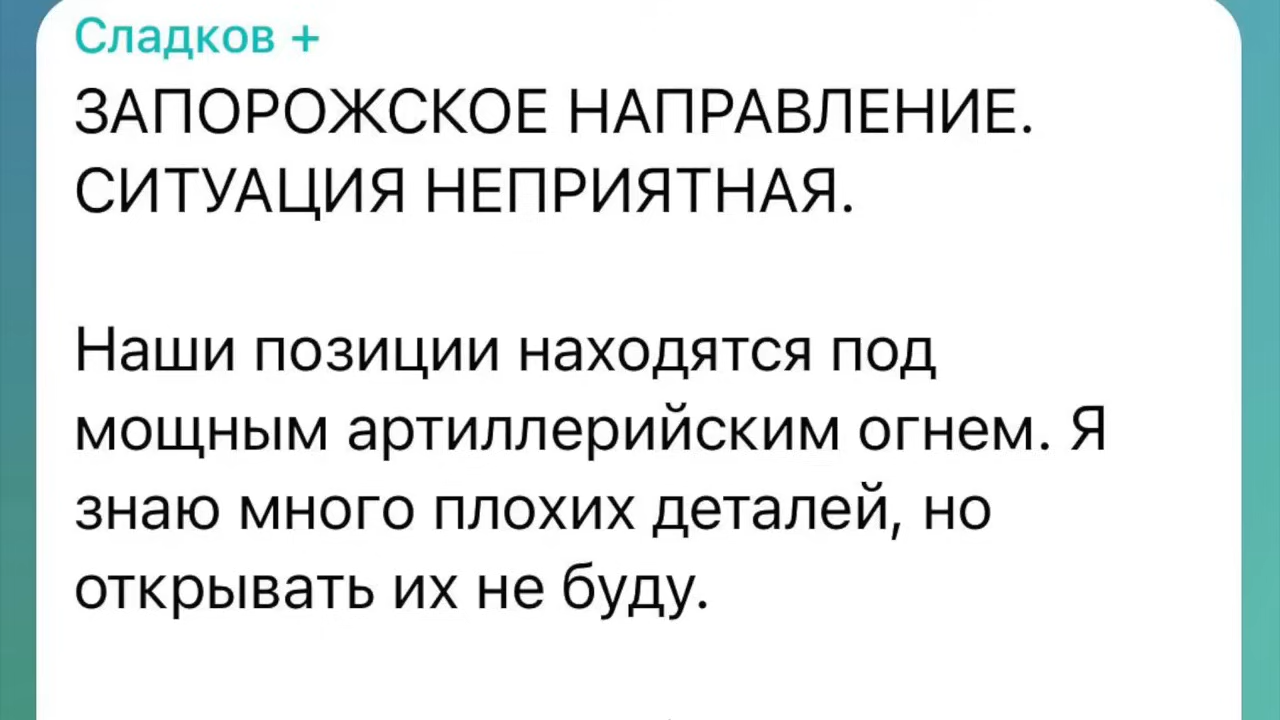 Сладков +
ЗАПОРОЖСКОЕ НАПРАВЛЕНИЕ.
СИТУАЦИЯ НЕПРИЯТНАЯ.
Наши позиции находятся под
мощным артиллерийским огнем. Я
знаю много плохих деталей, но
открывать их не буду.